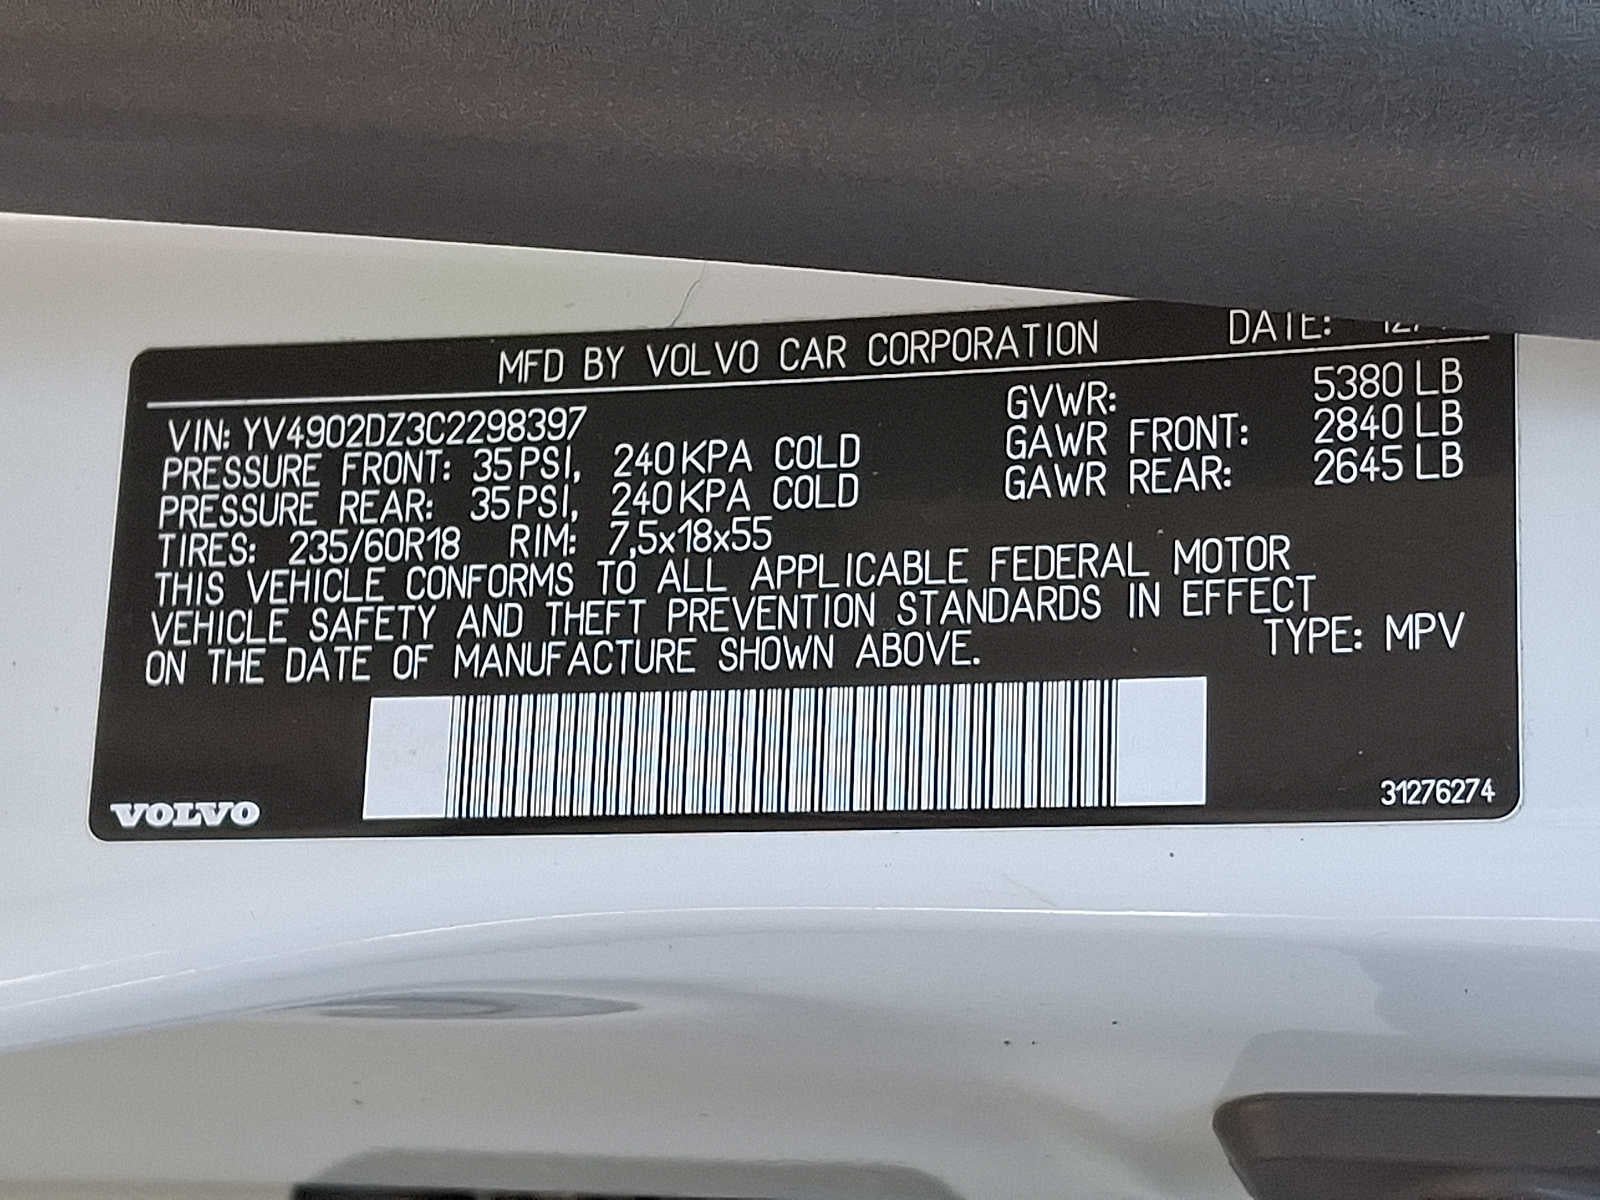 MFD BY VOLVO CAR CORPORATION DATE:
VIN: YV4902DZ3C2298397 GVWR: 5380 LB
PRESSURE FRONT: 35 PSI, 240 KPA COLD GAWR FRONT: 2840 LB
PRESSURE REAR: 35 PSI, 240 KPA COLD GAWR REAR: 2645 LB
TIRES: 235/60R18 RIM: 7,5x18x55
THIS VEHICLE CONFORMS TO ALL APPLICABLE FEDERAL MOTOR
VEHICLE SAFETY AND THEFT PREVENTION STANDARDS IN EFFECT
ON THE DATE OF MANUFACTURE SHOWN ABOVE. TYPE: MPV
VOLVO 31276274